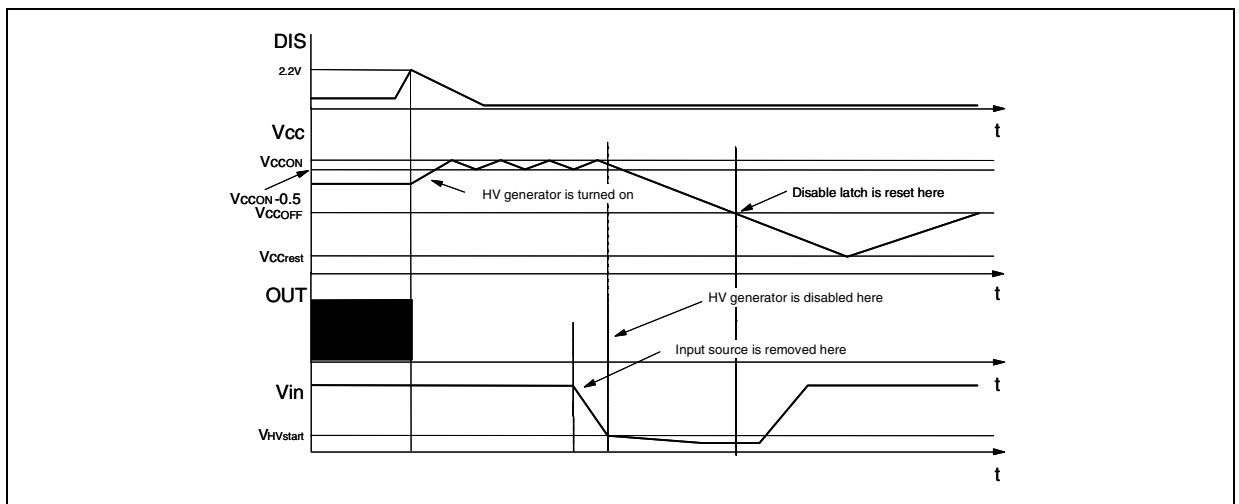 DIS
2.2V
t
Vcc
VCCON
VCCON -0.5
HV generator is turned on
Disable latch is reset here
VCCOFF
VCCrest
t
OUT
HV generator is disabled here
Input source is removed here
t
Vin
VHVstart
t